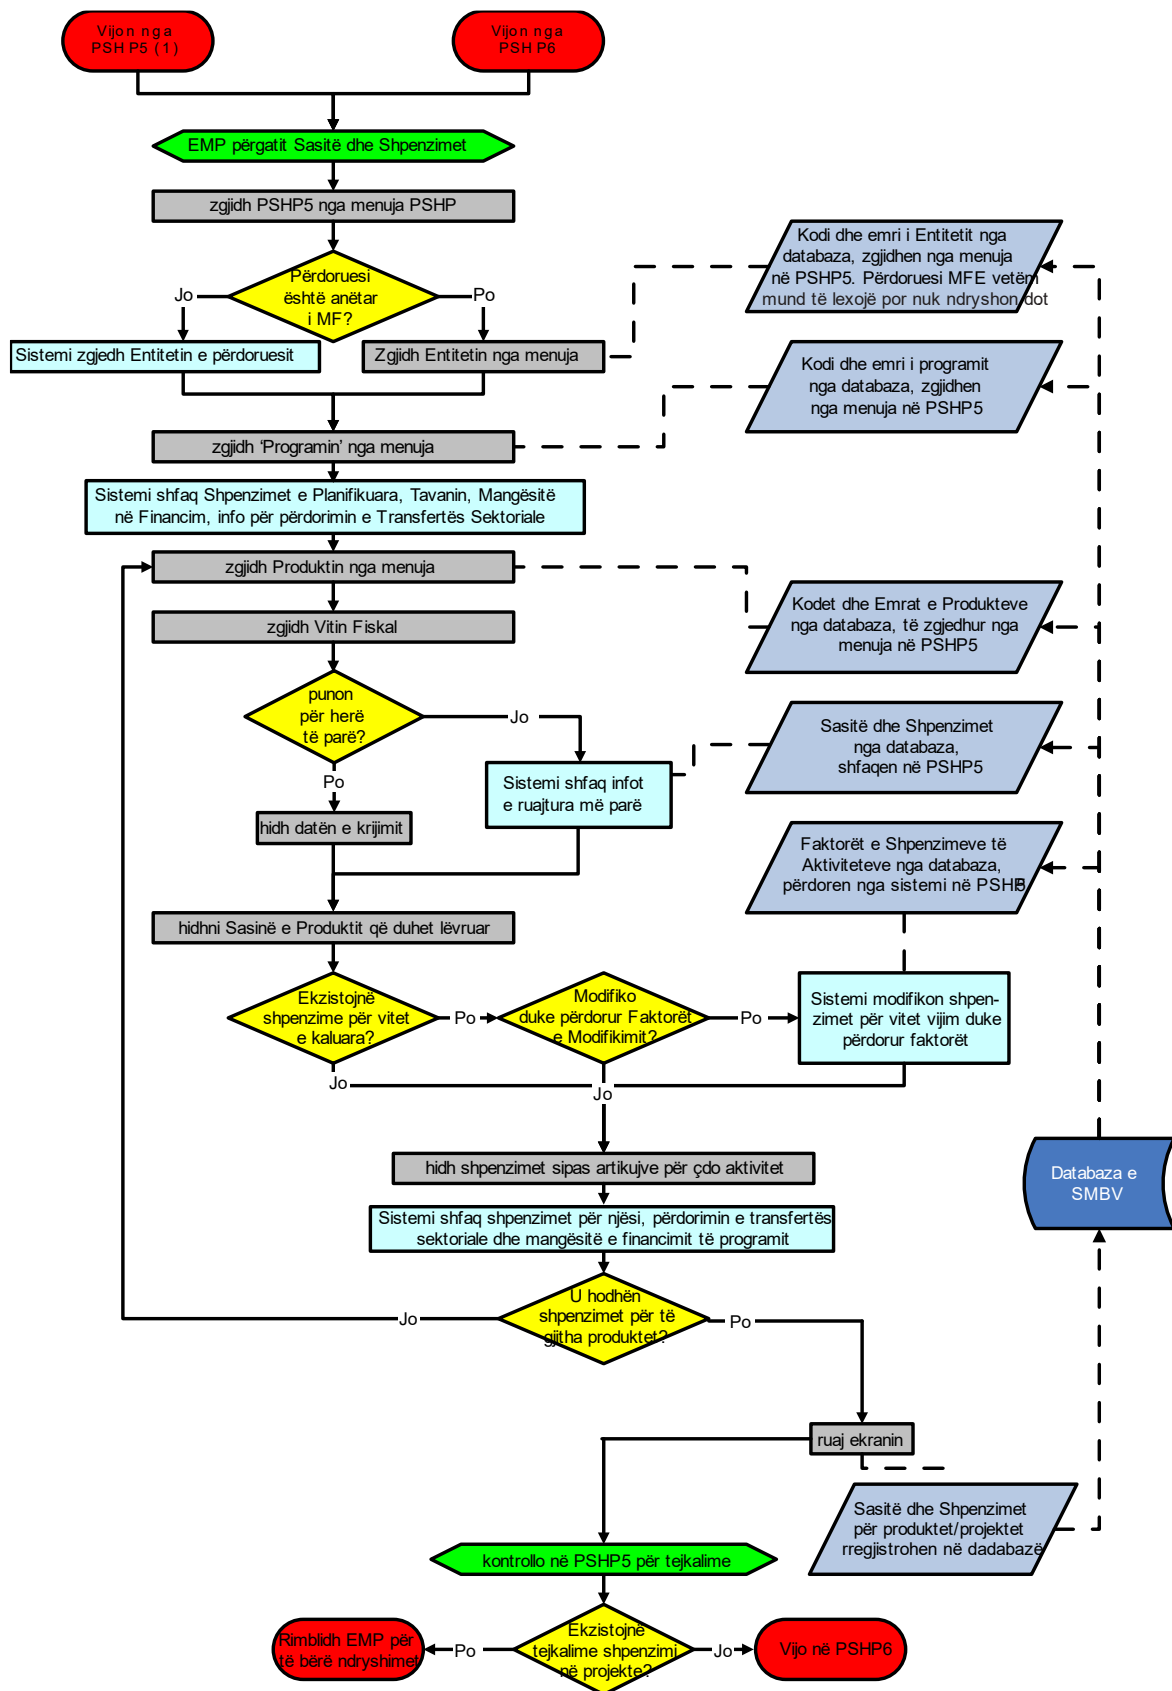 Vijon nga
PSHP5 (1)
Vijon nga
PSHP6
EMP përgatit Sasitë dhe Shpenzimet
zgjidh PSHP5 nga menuja PSHP
Përdoruesi
është anëtar
i MF?
Jo
Po
Kodi dhe emri i Entitetit nga
databaza, zgjidhen nga menuja
në PSHP5. Përdoruesi MFE vetëm
mund të lexojë por nuk ndryshon dot
Sistemi zgjedh Entitetin e përdoruesit
Zgjidh Entitetin nga menuja
Kodi dhe emri i programit
nga databaza, zgjidhen
nga menuja në PSHP5
zgjidh ‘Programin’ nga menuja
Sistemi shfaq Shpenzimet e Planifikuara, Tavanin, Mangësitë
në Financim, info për përdorimin e Transfertës Sektoriale
zgjidh Produktin nga menuja
Kodet dhe Emrat e Produkteve
nga databaza, të zgjedhur nga
menuja në PSHP5
zgjidh Vitin Fiskal
punon
për herë
të parë?
Jo
Po
Sasitë dhe Shpenzimet
nga databaza,
shfaqen në PSHP5
Sistemi shfaq infot
e ruajtura më parë
hidh datën e krijimit
Faktorët e Shpenzimeve të
Aktiviteteve nga databaza,
përdoren nga sistemi në PSHP5
hidhni Sasinë e Produktit që duhet lëvruar
Ekzistojnë
shpenzime për vitet
e kaluara?
Po
Modifiko
duke përdorur Faktorët
e Modifikimit?
Po
Sistemi modifikon shpen-
zimet për vitet vijim duke
përdorur faktorët
Jo
Jo
hidh shpenzimet sipas artikujve për çdo aktivitet
Databaza e
SMBV
Sistemi shfaq shpenzimet për njësi, përdorimin e transfertës
sektoriale dhe mangësitë e financimit të programit
U hodhën
shpenzimet për të
gjitha produktet?
Jo
Po
ruaj ekranin
Sasitë dhe Shpenzimet
për produktet/projektet
rregjistrohen në dadabazë
kontrollo në PSHP5 për tejkalime
Ekzistojnë
tejkalime shpenzimi
në projekte?
Po
Jo
Rimblidh EMP për
të bërë ndryshimet
Vijo në PSHP6